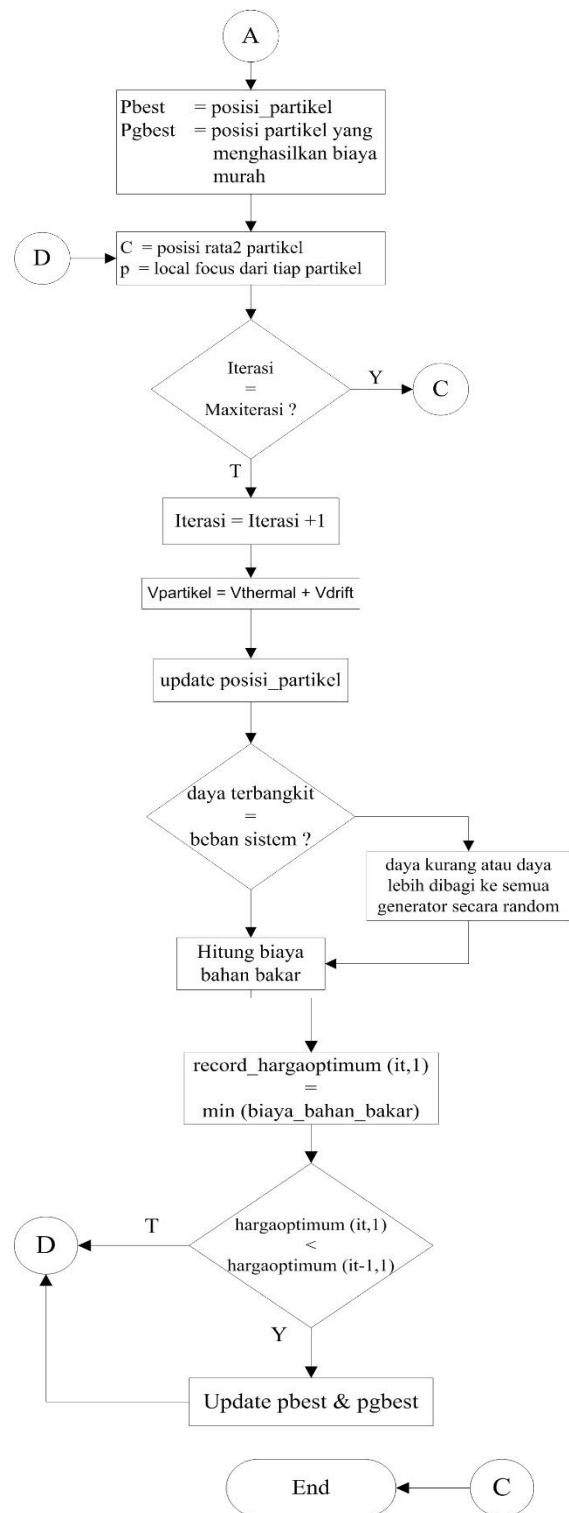 A
Pbest = posisi_partikel
Pgbest = posisi partikel yang
menghasilkan biaya
murah
D
C = posisi rata2 partikel
p = local focus dari tiap partikel
Iterasi
=
Maxiterasi ?
Y
C
T
Iterasi = Iterasi +1
Vpartikel = Vthermal + Vdrift
update posisi_partikel
daya terbangkit
=
beban sistem ?
daya kurang atau daya
lebih dibagi ke semua
generator secara random
Hitung biaya
bahan bakar
record_hargaoptimum (it,1)
=
min (biaya_bahan_bakar)
hargaoptimum (it,1)
<
hargaoptimum (it-1,1)
T
D
Y
Update pbest & pgbest
End
C